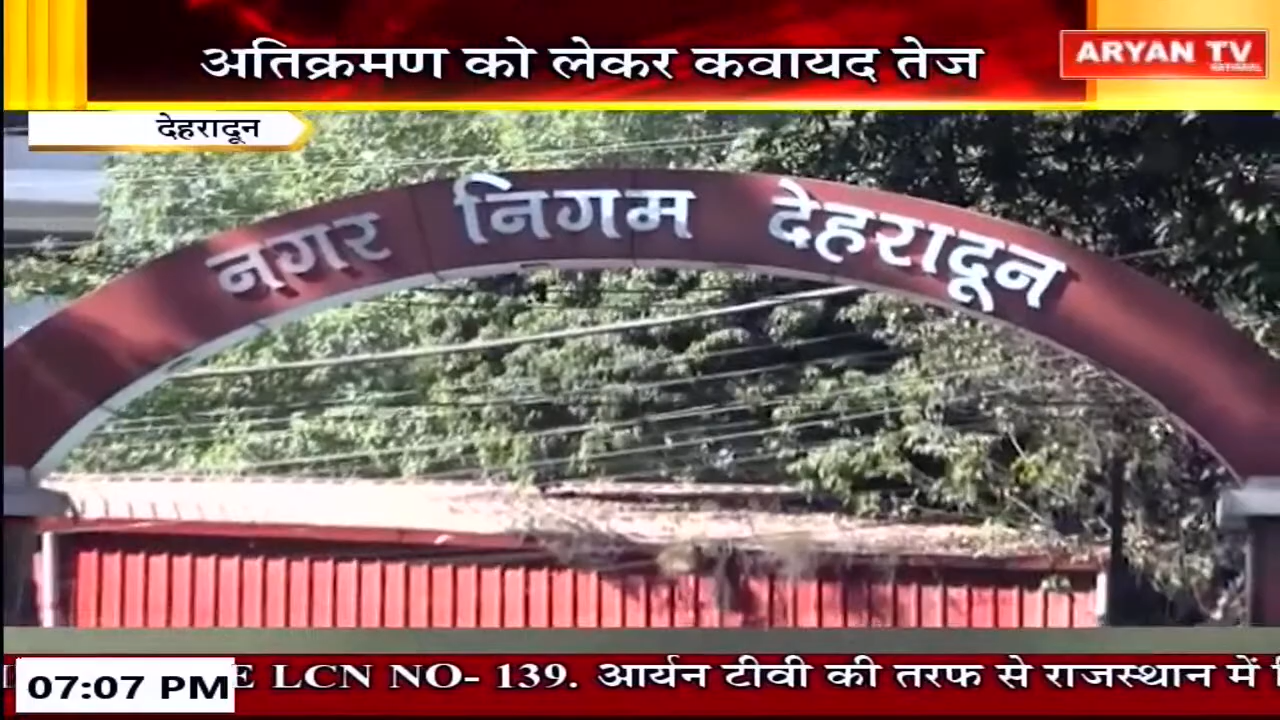 अतिक्रमण को लेकर कवायद तेज
ARYAN TV
देहरादून
नगर निगम देहरादून
07:07 PM
LCN NO- 139. आर्यन टीवी की तरफ से राजस्थान में